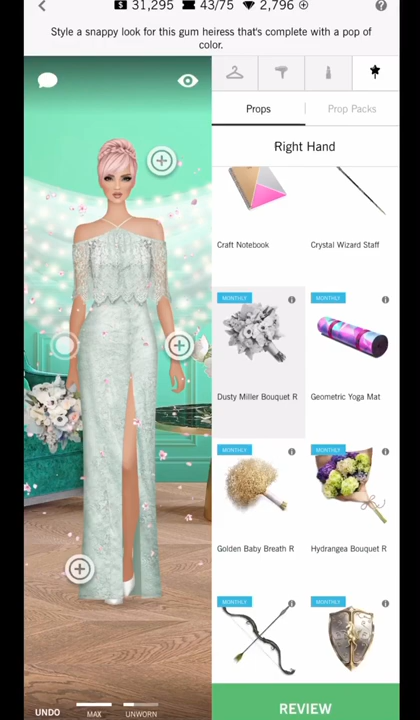 31,295 43/75 2,796
Style a snappy look for this gum heiress that's complete with a pop of
color.
Props Prop Packs
Right Hand
Craft Notebook Crystal Wizard Staff
MONTHLY MONTHLY
Dusty Miller Bouquet R Geometric Yoga Mat
MONTHLY MONTHLY
Golden Baby Breath R Hydrangea Bouquet R
MONTHLY MONTHLY
UNDO MAX UNWORN REVIEW